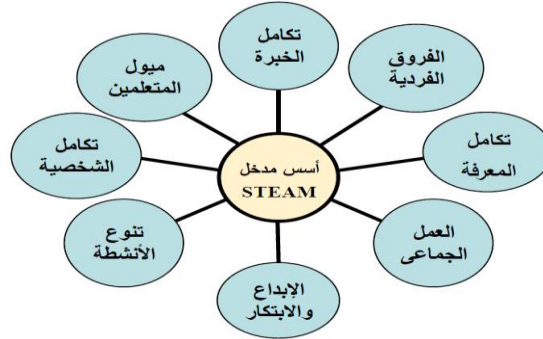 تكامل
الخبرة
الفروق
الفردية
تكامل
المعرفة
العمل
الجماعى
الإبداع
والابتكار
تنوع
الأنشطة
تكامل
الشخصية
ميول
المتعلمين
أسس مدخل
STEAM